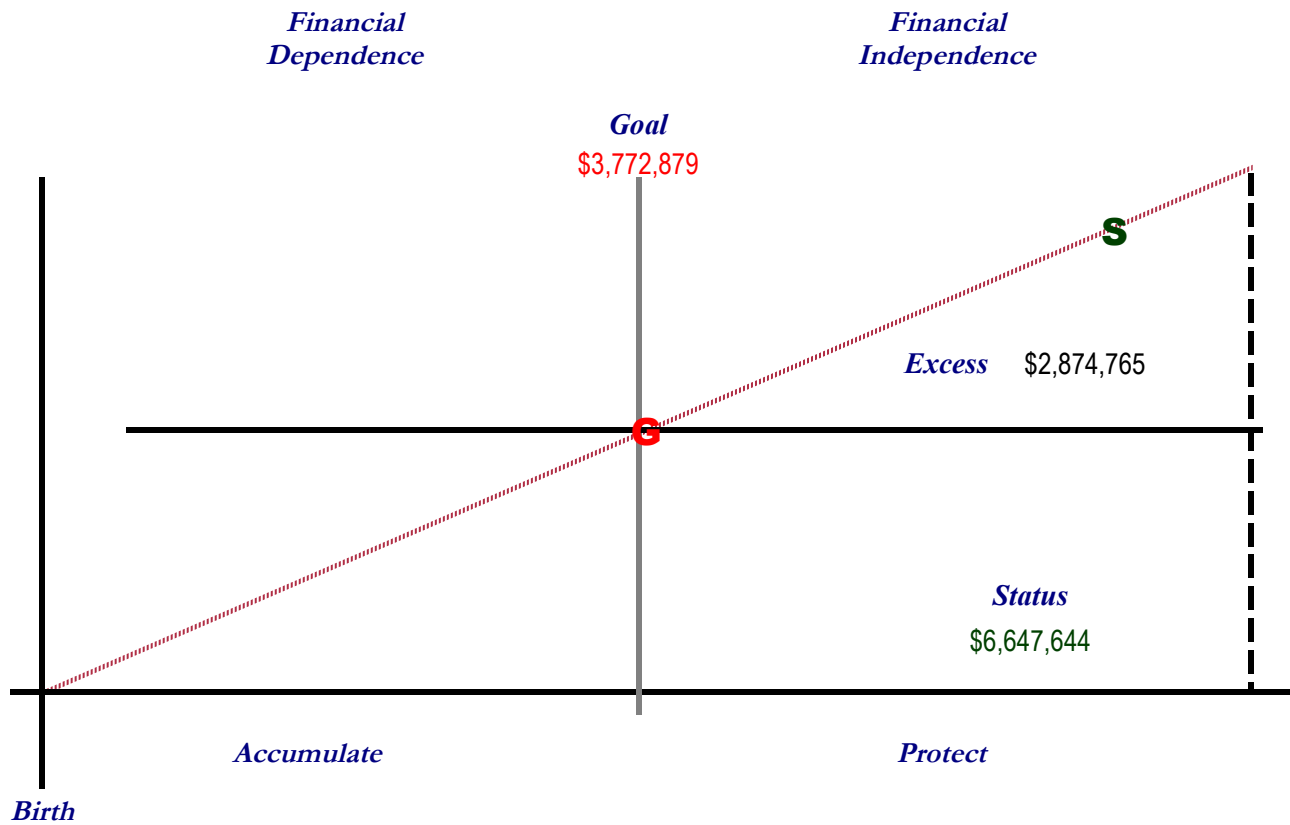 Financial
Dependence
Financial
Independence
Goal
$3,772,879
S
Excess $2,874,765
G
Status
$6,647,644
Accumulate
Protect
Birth